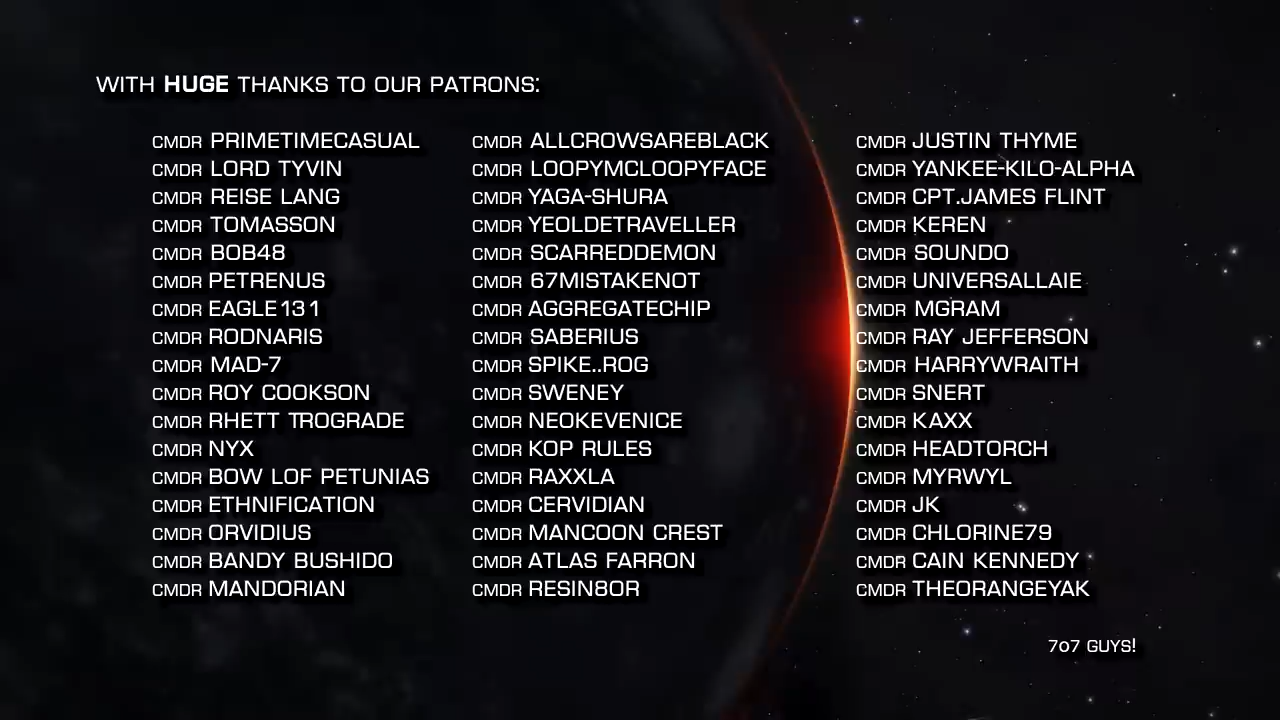 WITH HUGE THANKS TO OUR PATRONS:
CMDR PRIMETIMECASUAL
CMDR LORD TYVIN
CMDR REISE LANG
CMDR TOMASSON
CMDR BOB48
CMDR PETRENUS
CMDR EAGLE131
CMDR RODNARIS
CMDR MAD-7
CMDR ROY COOKSON
CMDR RHETT TROGRADE
CMDR NYX
CMDR BOW LOF PETUNIAS
CMDR ETHNIFICATION
CMDR ORVIDIUS
CMDR BANDY BUSHIDO
CMDR MANDORIAN
CMDR ALLCROWSAREBLACK
CMDR LOOPYMCLOOPYFACE
CMDR YAGA-SHURA
CMDR YEOLDETRAVELLER
CMDR SCARREDDEMON
CMDR 67MISTAKENOT
CMDR AGGREGATECHIP
CMDR SABERIUS
CMDR SPIKE..ROG
CMDR SWENEY
CMDR NEOKEVENICE
CMDR KOP RULES
CMDR RAXXLA
CMDR CERVIDIAN
CMDR MANCOON CREST
CMDR ATLAS FARRON
CMDR RESIN8OR
CMDR JUSTIN THYME
CMDR YANKEE-KILO-ALPHA
CMDR CPT.JAMES FLINT
CMDR KEREN
CMDR SOUNDO
CMDR UNIVERSALLAIE
CMDR MGRAM
CMDR RAY JEFFERSON
CMDR HARRYWRAITH
CMDR SNERT
CMDR KAXX
CMDR HEADTORCH
CMDR MYRWYL
CMDR JK
CMDR CHLORINE79
CMDR CAIN KENNEDY
CMDR THEORANGEYAK
7o7 GUYS!